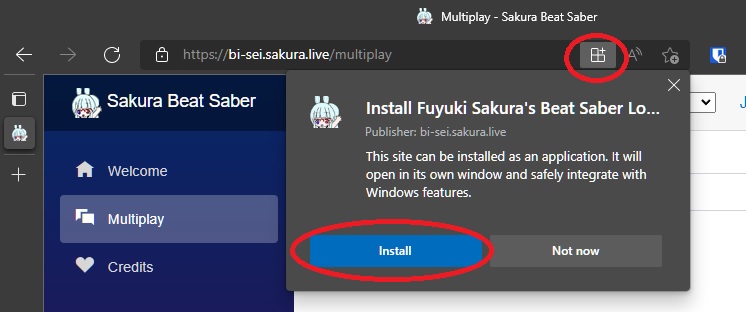 Multiplay - Sakura Beat Saber
https://bi-sei.sakura.live/multiplay
Sakura Beat Saber
Welcome
Multiplay
Credits
Install Fuyuki Sakura's Beat Saber Lo...
Publisher: bi-sei.sakura.live
This site can be installed as an application. It will
open in its own window and safely integrate with
Windows features.
Install
Not now